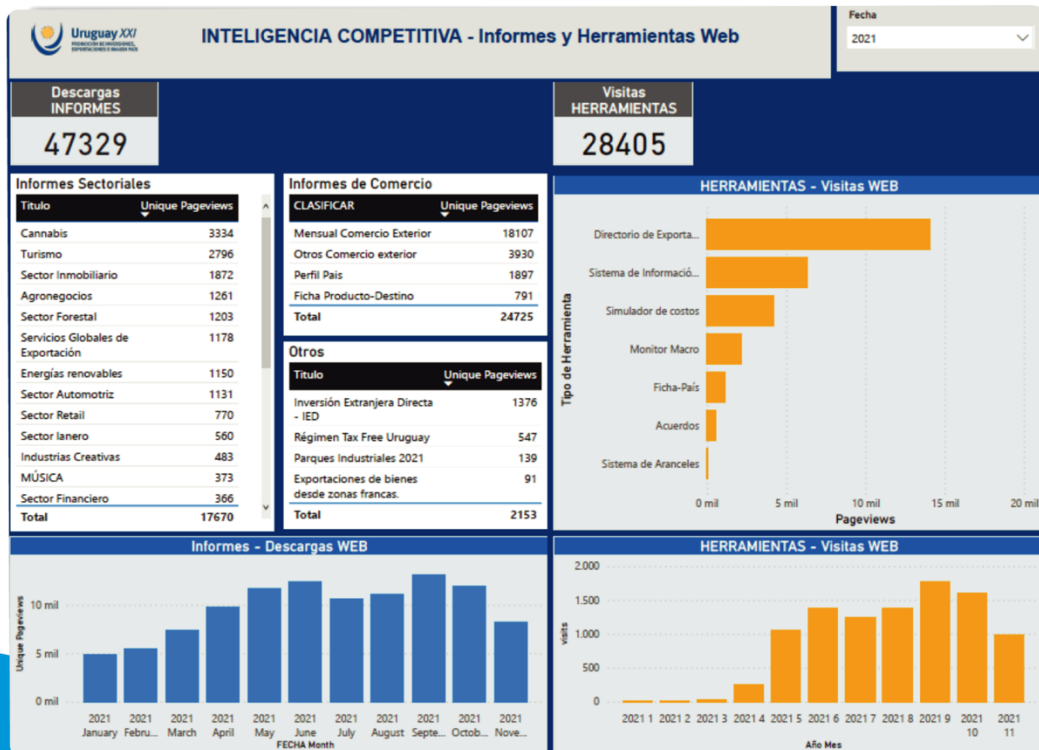 Uruguay XXI
PROMOCIÓN DE INVERSIONES,
EXPORTACIONES E IMAGEN PAÍS
INTELIGENCIA COMPETITIVA - Informes y Herramientas Web
Fecha
2021
Descargas
INFORMES
47329
Visitas
HERRAMIENTAS
28405
Informes Sectoriales
Titulo Unique Pageviews
Cannabis 3334
Turismo 2796
Sector Inmobiliario 1872
Agronegocios 1261
Sector Forestal 1203
Servicios Globales de 1178
Exportación
Energías renovables 1150
Sector Automotriz 1131
Sector Retail 770
Sector lanero 560
Industrias Creativas 483
MÚSICA 373
Sector Financiero 366
Total 17670
Informes de Comercio
CLASIFICAR Unique Pageviews
Mensual Comercio Exterior 18107
Otros Comercio exterior 3930
Perfil Pais 1897
Ficha Producto-Destino 791
Total 24725
Otros
Titulo Unique Pageviews
Inversión Extranjera Directa 1376
- IED
Régimen Tax Free Uruguay 547
Parques Industriales 2021 139
Exportaciones de bienes 91
desde zonas francas.
Total 2153
HERRAMIENTAS - Visitas WEB
Tipo de Herramienta
Directorio de Exporta...
Sistema de Informació...
Simulador de costos
Monitor Macro
Ficha-País
Acuerdos
Sistema de Aranceles
0 mil 5 mil 10 mil 15 mil 20 mil
Pageviews
Informes - Descargas WEB
Unique Pageviews
10 mil
5 mil
0 mil
2021 2021 2021 2021 2021 2021 2021 2021 2021 2021 2021
January Febru... March April May June July August Septe... Octob... Nove...
FECHA Month
HERRAMIENTAS - Visitas WEB
visits
2.000
1.500
1.000
500
0
2021 1 2021 2 2021 3 2021 4 2021 5 2021 6 2021 7 2021 8 2021 9 2021 2021
10 11
Año Mes